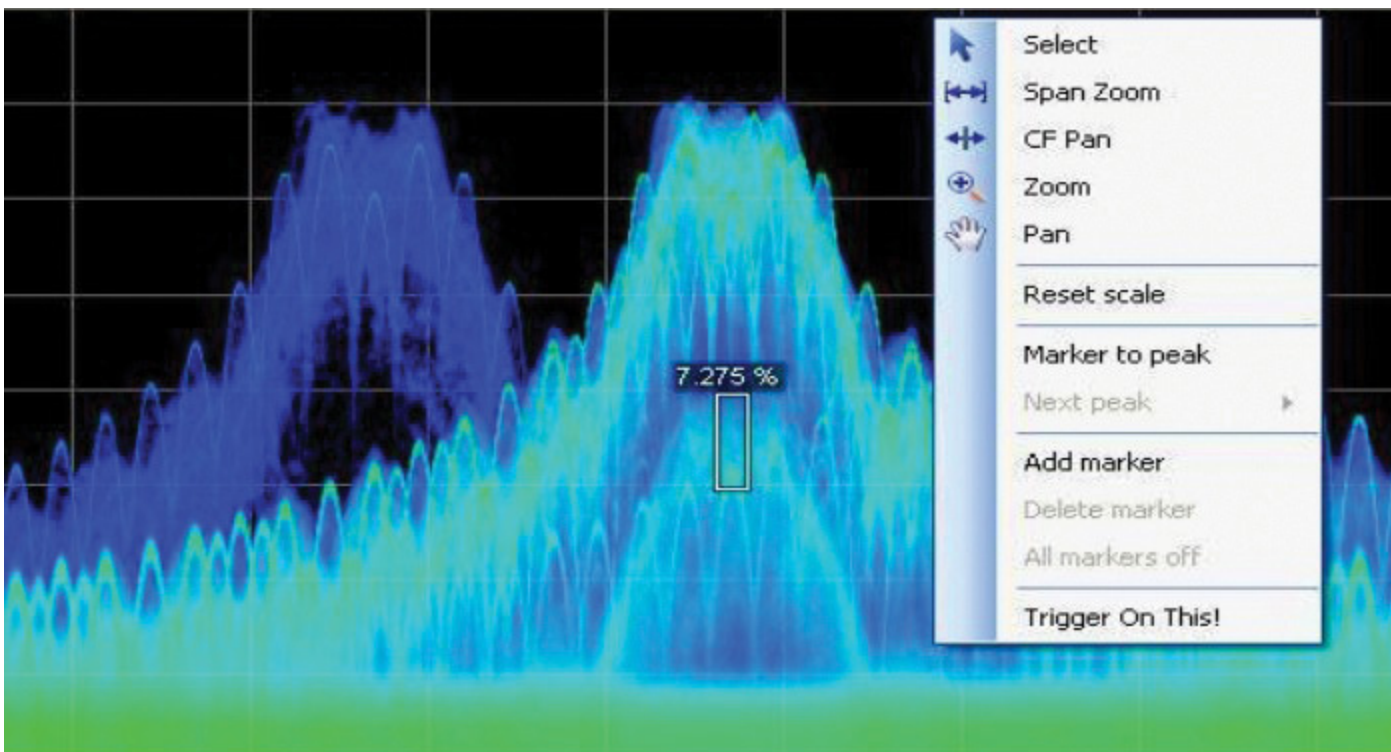 Select
Span Zoom
CF Pan
Zoom
Pan
Reset scale
Marker to peak
Next peak
Add marker
Delete marker
All markers off
Trigger On This!
7.275 %